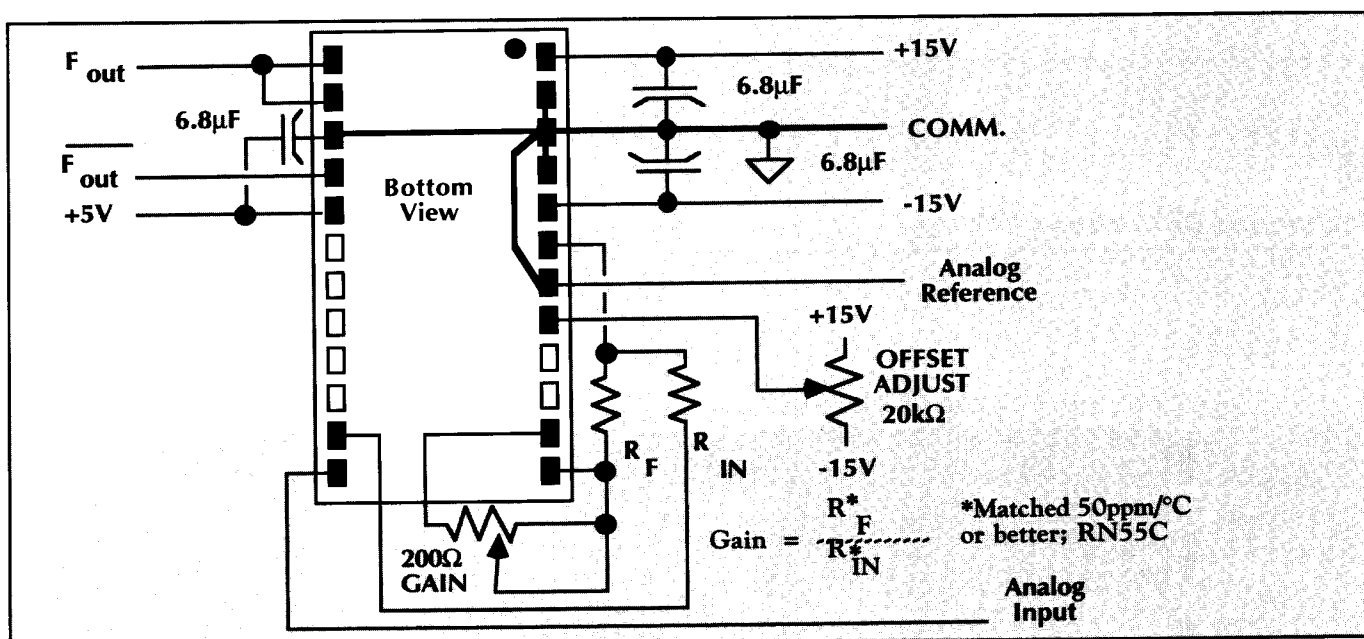 F out
+15V
6.8μF
6.8μF
COMM.
F out
Bottom
View
6.8μF
+5V
-15V
Analog
Reference
+15V
OFFSET
ADJUST
20kΩ
R F
R IN
-15V
Gain = R*F / R*IN
*Matched 50ppm/°C
or better; RN55C
200Ω
GAIN
Analog
Input